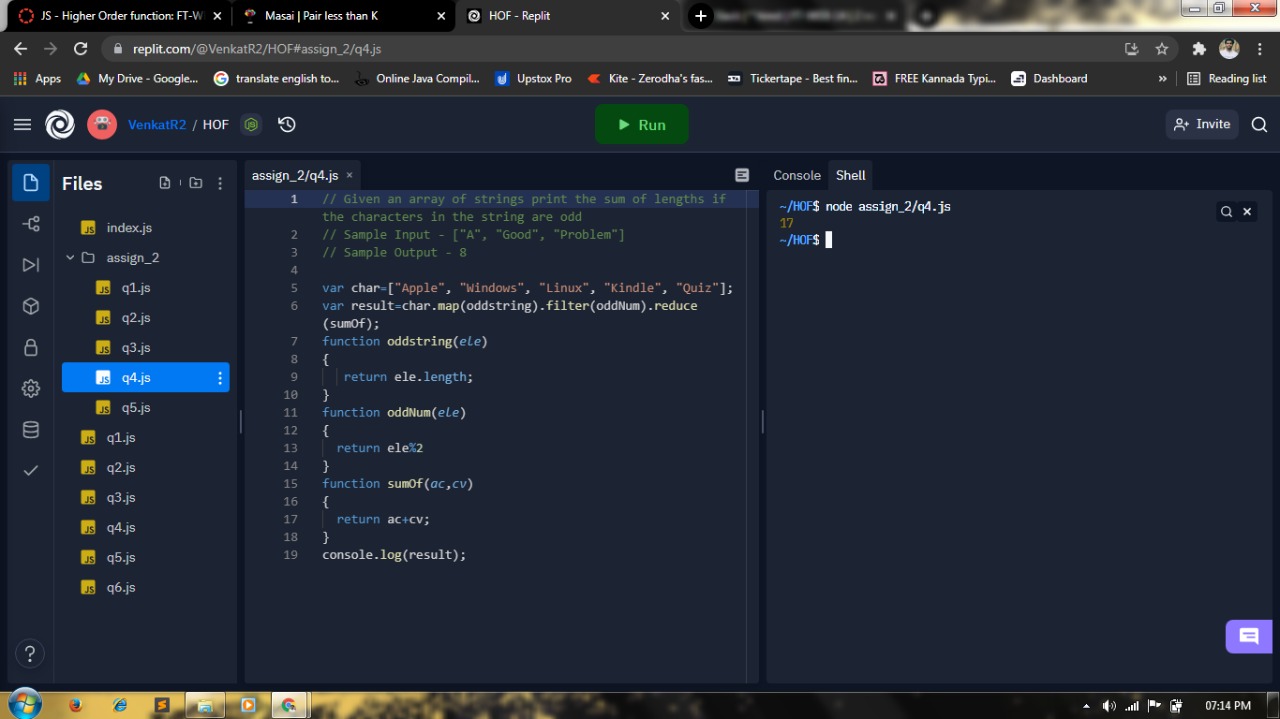 JS - Higher Order function: FT-W
Masai | Pair less than K
HOF - Replit
replit.com/@VenkatR2/HOF#assign_2/q4.js
Apps
My Drive - Google...
translate english to...
Online Java Compil...
Upstox Pro
Kite - Zerodha's fas...
Tickertape - Best fin...
FREE Kannada Typi...
Dashboard
»
Reading list
VenkatR2 / HOF
Run
Invite
Files
index.js
assign_2
q1.js
q2.js
q3.js
q4.js
q5.js
q1.js
q2.js
q3.js
q4.js
q5.js
q6.js
assign_2/q4.js
1 // Given an array of strings print the sum of lengths if
the characters in the string are odd
2 // Sample Input - ["A", "Good", "Problem"]
3 // Sample Output - 8
4
5 var char=["Apple", "Windows", "Linux", "Kindle", "Quiz"];
6 var result=char.map(oddstring).filter(oddNum).reduce
(sumOf);
7 function oddstring(ele)
8 {
9 return ele.length;
10 }
11 function oddNum(ele)
12 {
13 return ele%2
14 }
15 function sumOf(ac,cv)
16 {
17 return ac+cv;
18 }
19 console.log(result);
Console
Shell
~/HOF$ node assign_2/q4.js
17
~/HOF$
?
07:14 PM